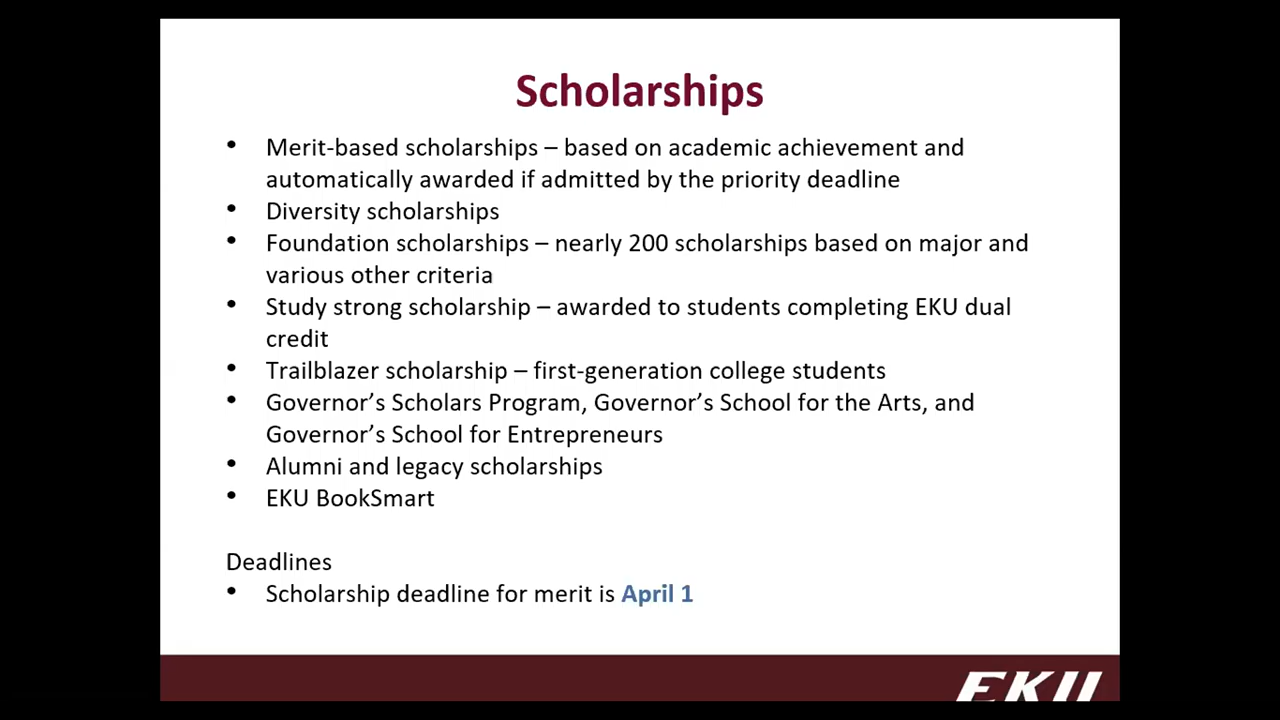 Scholarships
• Merit-based scholarships – based on academic achievement and
automatically awarded if admitted by the priority deadline
• Diversity scholarships
• Foundation scholarships – nearly 200 scholarships based on major and
various other criteria
• Study strong scholarship – awarded to students completing EKU dual
credit
• Trailblazer scholarship – first-generation college students
• Governor’s Scholars Program, Governor’s School for the Arts, and
Governor’s School for Entrepreneurs
• Alumni and legacy scholarships
• EKU BookSmart
Deadlines
• Scholarship deadline for merit is April 1
EKU